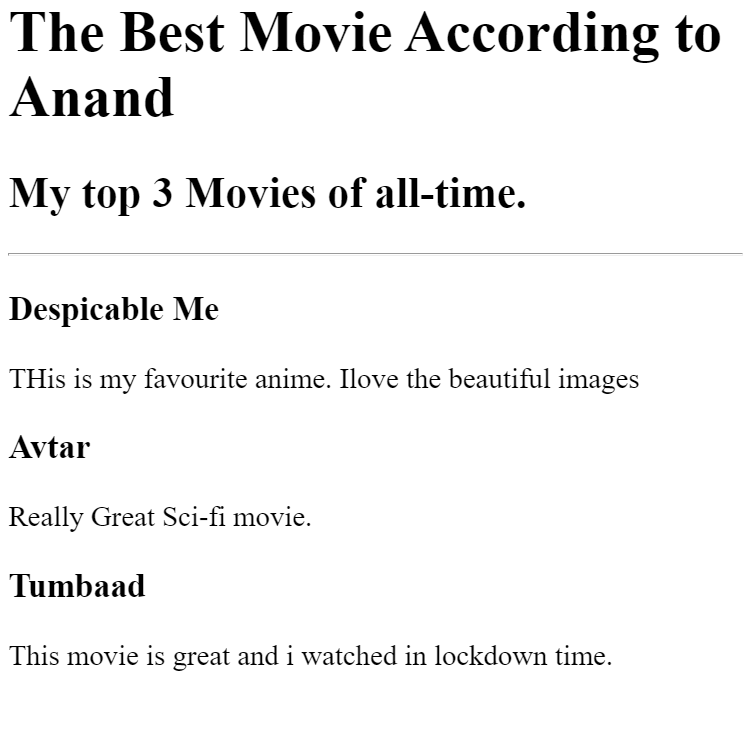 The Best Movie According to
Anand
My top 3 Movies of all-time.
Despicable Me
THis is my favourite anime. Ilove the beautiful images
Avtar
Really Great Sci-fi movie.
Tumbaad
This movie is great and i watched in lockdown time.